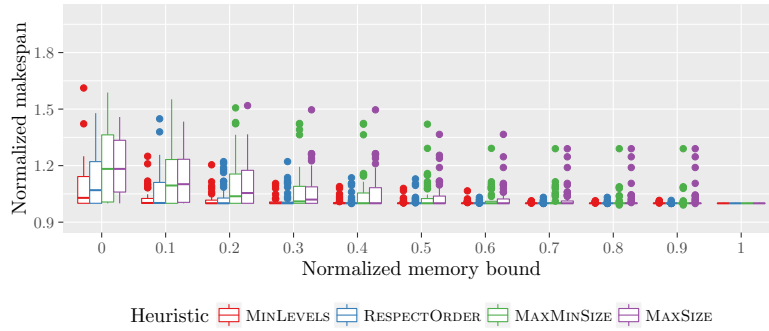 Normalized makespan
1.8
1.5
1.2
0.9
0 0.1 0.2 0.3 0.4 0.5 0.6 0.7 0.8 0.9 1
Normalized memory bound
Heuristic MINLEVELS RESPECTORDER MAXMINSIZE MAXSIZE